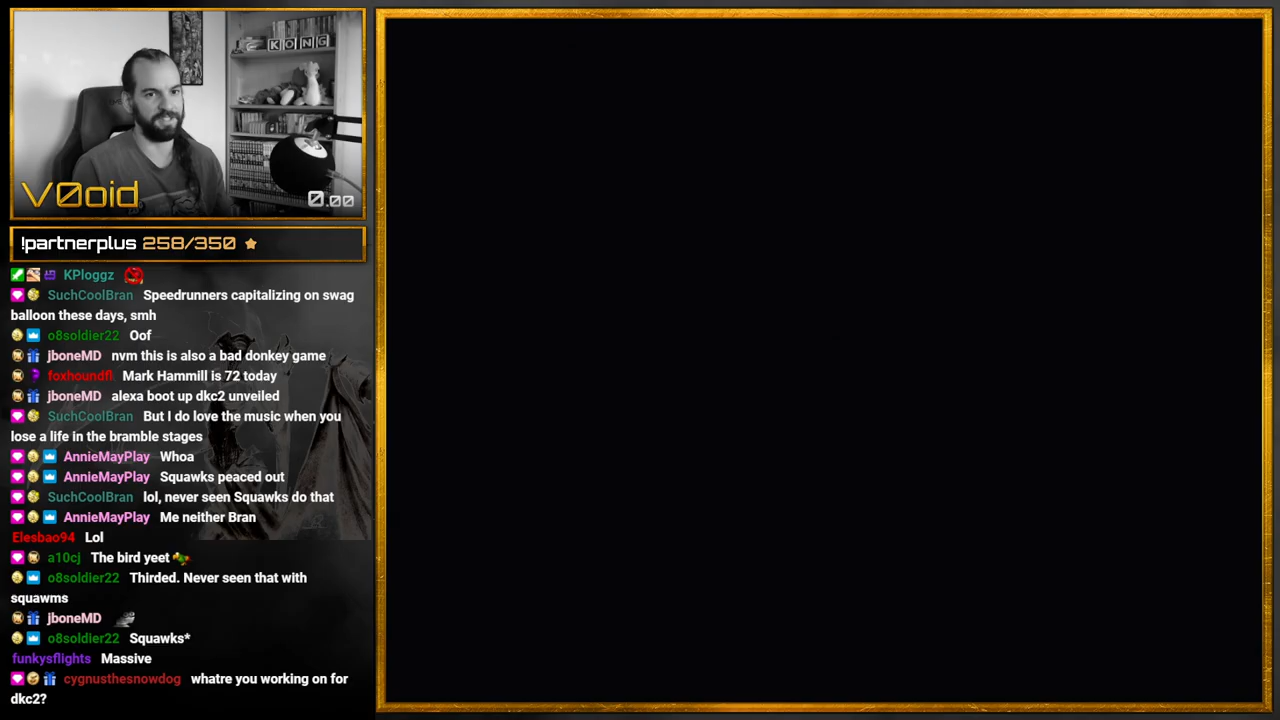 KONG
VØoid
0.00
!partnerplus 258/350
KPloggz
SuchCoolBran Speedrunners capitalizing on swag
balloon these days, smh
o8soldier22 Oof
jboneMD nvm this is also a bad donkey game
foxhoundfl Mark Hammill is 72 today
jboneMD alexa boot up dkc2 unveiled
SuchCoolBran But I do love the music when you
lose a life in the bramble stages
AnnieMayPlay Whoa
AnnieMayPlay Squawks peaced out
SuchCoolBran lol, never seen Squawks do that
AnnieMayPlay Me neither Bran
Elesbao94 Lol
a10cj The bird yeet
o8soldier22 Thirded. Never seen that with
squawms
jboneMD
o8soldier22 Squawks*
funkysflights Massive
cygnusthesnowdog whatre you working on for
dkc2?